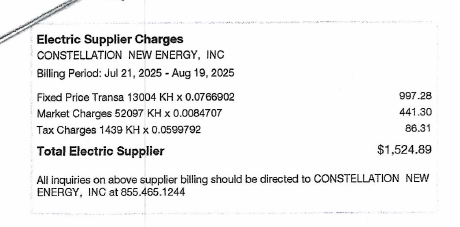 Electric Supplier Charges
CONSTELLATION NEW ENERGY, INC
Billing Period: Jul 21, 2025 - Aug 19, 2025
Fixed Price Transa 13004 KH x 0.0766902 997.28
Market Charges 52097 KH x 0.0084707 441.30
Tax Charges 1439 KH x 0.0599792 86.31
Total Electric Supplier $1,524.89
All inquiries on above supplier billing should be directed to CONSTELLATION NEW
ENERGY, INC at 855.465.1244